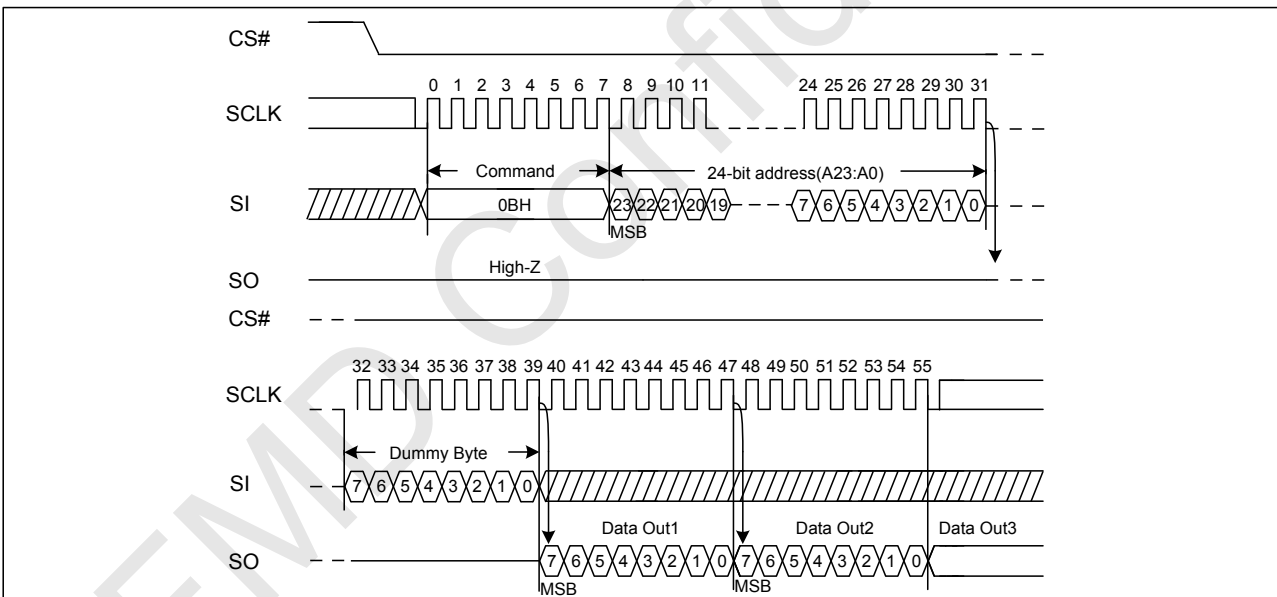 CS#
0 1 2 3 4 5 6 7 8 9 10 11 24 25 26 27 28 29 30 31
SCLK
Command 24-bit address(A23:A0)
SI 0BH 23 22 21 20 19 7 6 5 4 3 2 1 0
MSB
High-Z
SO
CS#
32 33 34 35 36 37 38 39 40 41 42 43 44 45 46 47 48 49 50 51 52 53 54 55
SCLK
Dummy Byte
SI 7 6 5 4 3 2 1 0
Data Out1 Data Out2 Data Out3
SO 7 6 5 4 3 2 1 0 7 6 5 4 3 2 1 0
MSB MSB